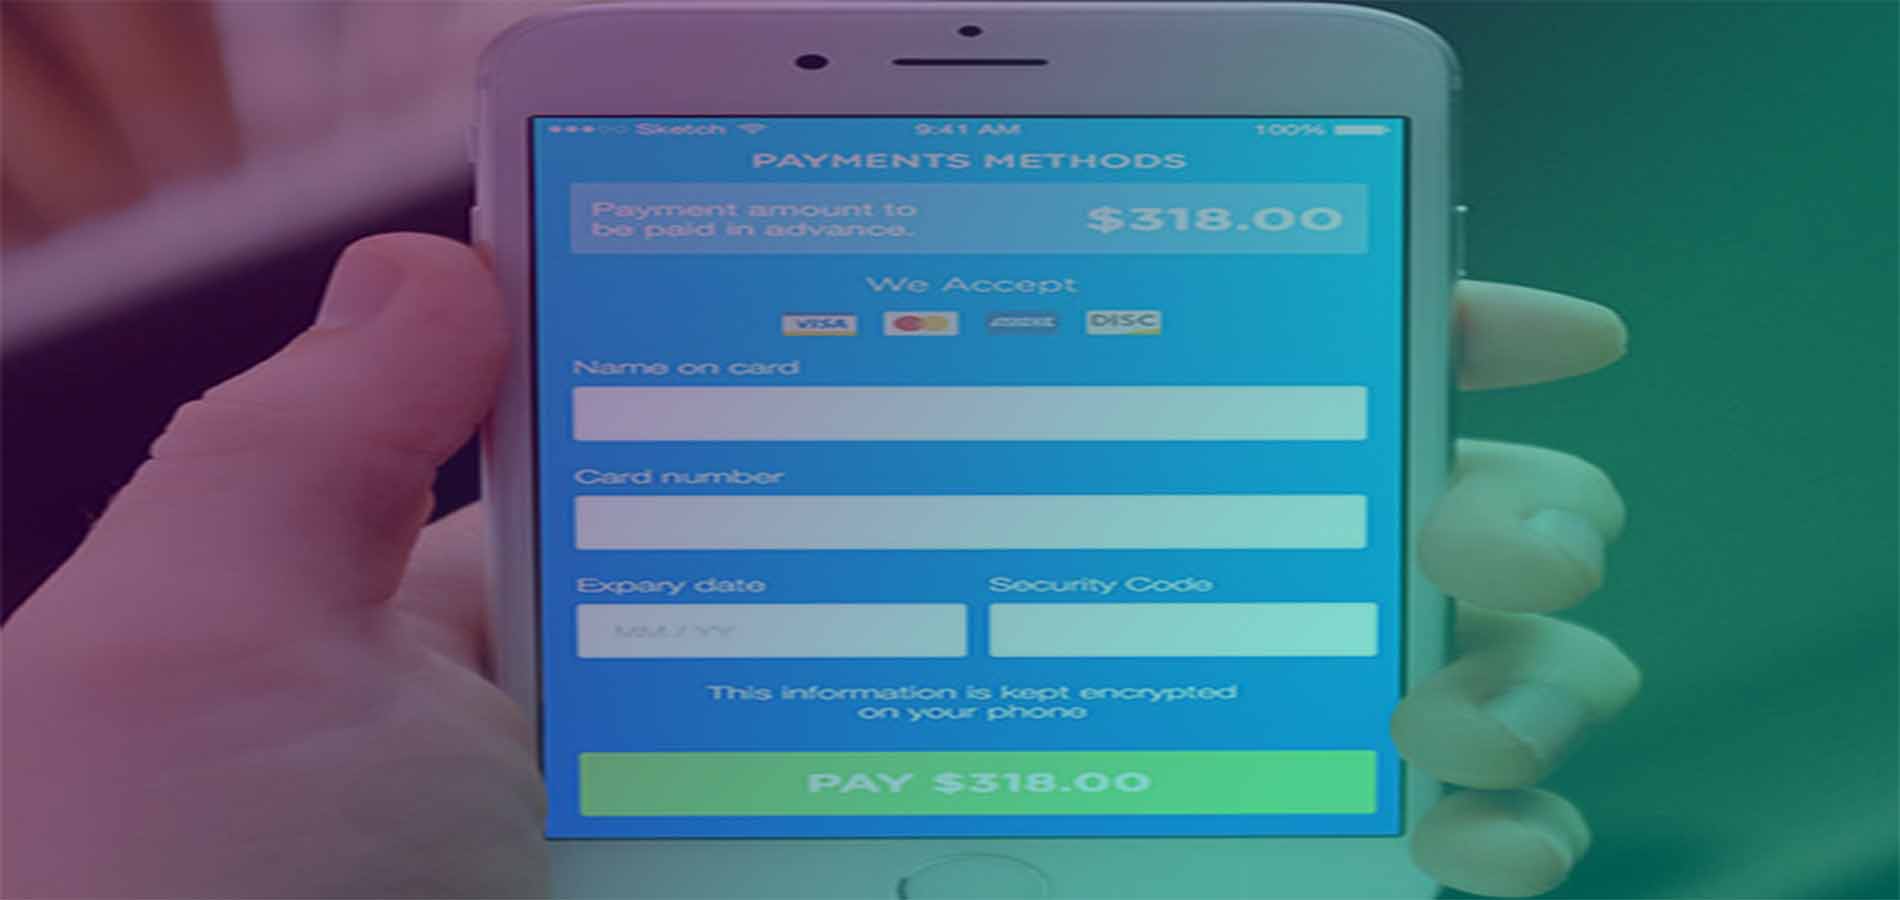 Sketch 9:41 AM 100%
PAYMENTS METHODS
Payment amount to
be paid in advance.
$318.00
We Accept
VISA DISC
Name on card
Card number
Expary date Security Code
MM / YY
This information is kept encrypted
on your phone
PAY $318.00